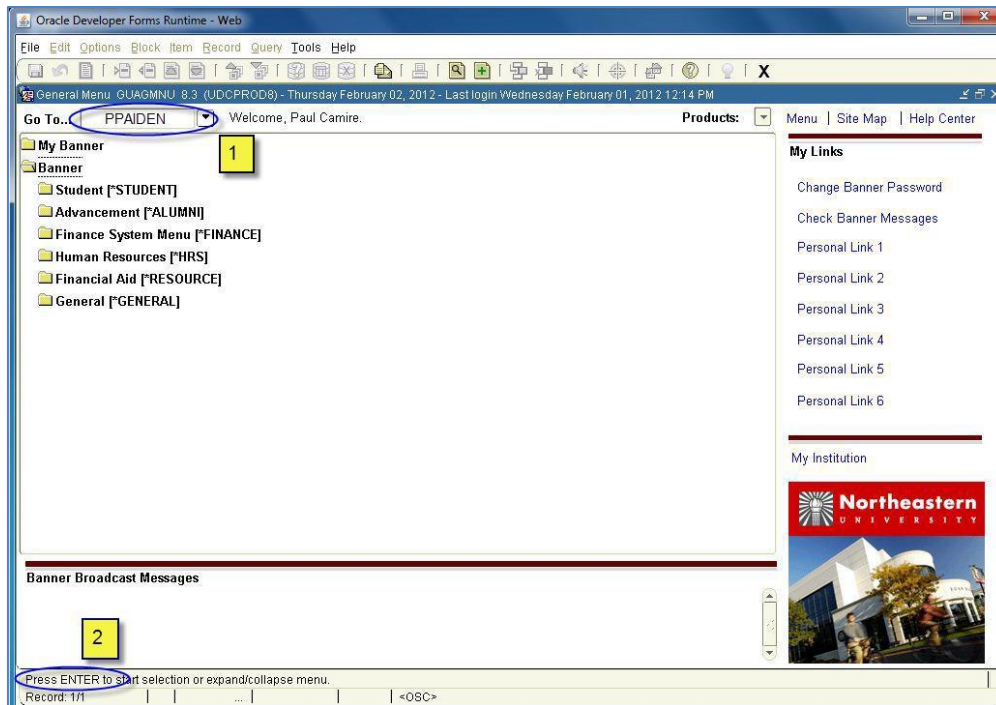 Oracle Developer Forms Runtime - Web
File Edit Options Block Item Record Query Tools Help
X
General Menu GUAGMNU 8.3 (UDCPROD8) - Thursday February 02, 2012 - Last login Wednesday February 01, 2012 12:14 PM
Go To... PPAIDEN Welcome, Paul Camire. Products: Menu | Site Map | Help Center
1
My Banner
Banner
Student [*STUDENT]
Advancement [*ALUMNI]
Finance System Menu [*FINANCE]
Human Resources [*HRS]
Financial Aid [*RESOURCE]
General [*GENERAL]
My Links
Change Banner Password
Check Banner Messages
Personal Link 1
Personal Link 2
Personal Link 3
Personal Link 4
Personal Link 5
Personal Link 6
My Institution
Northeastern
UNIVERSITY
Banner Broadcast Messages
2
Press ENTER to start selection or expand/collapse menu.
Record: 1/1 ... <OSC>